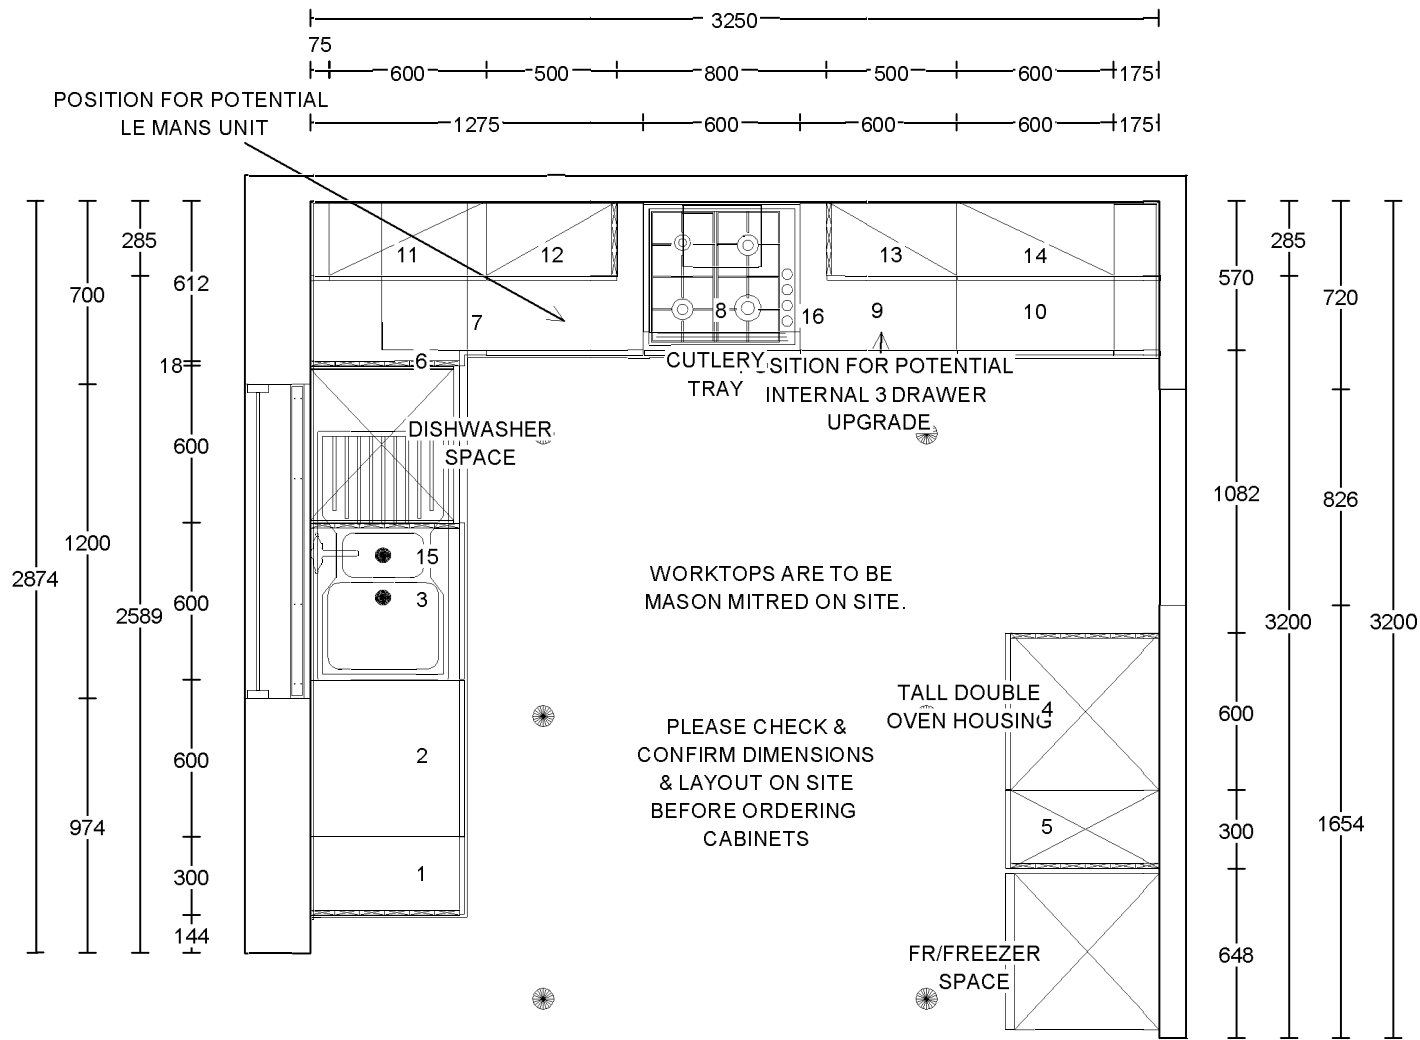 3250
75
600 500 800 500 600 175
POSITION FOR POTENTIAL
LE MANS UNIT
1275 600 600 600 175
285
612
700
18
600
1200
2874
2589
600
600
974
300
144
11 12 13 14
7 8 16 9 10
6
CUTLERY
TRAY
OSITION FOR POTENTIAL
INTERNAL 3 DRAWER
UPGRADE
DISHWASHER
SPACE
15
3
WORKTOPS ARE TO BE
MASON MITRED ON SITE.
TALL DOUBLE
OVEN HOUSING
4
2
PLEASE CHECK &
CONFIRM DIMENSIONS
& LAYOUT ON SITE
BEFORE ORDERING
CABINETS
5
1
FR/FREEZER
SPACE
285
570
720
1082
826
3200
3200
600
300
1654
648